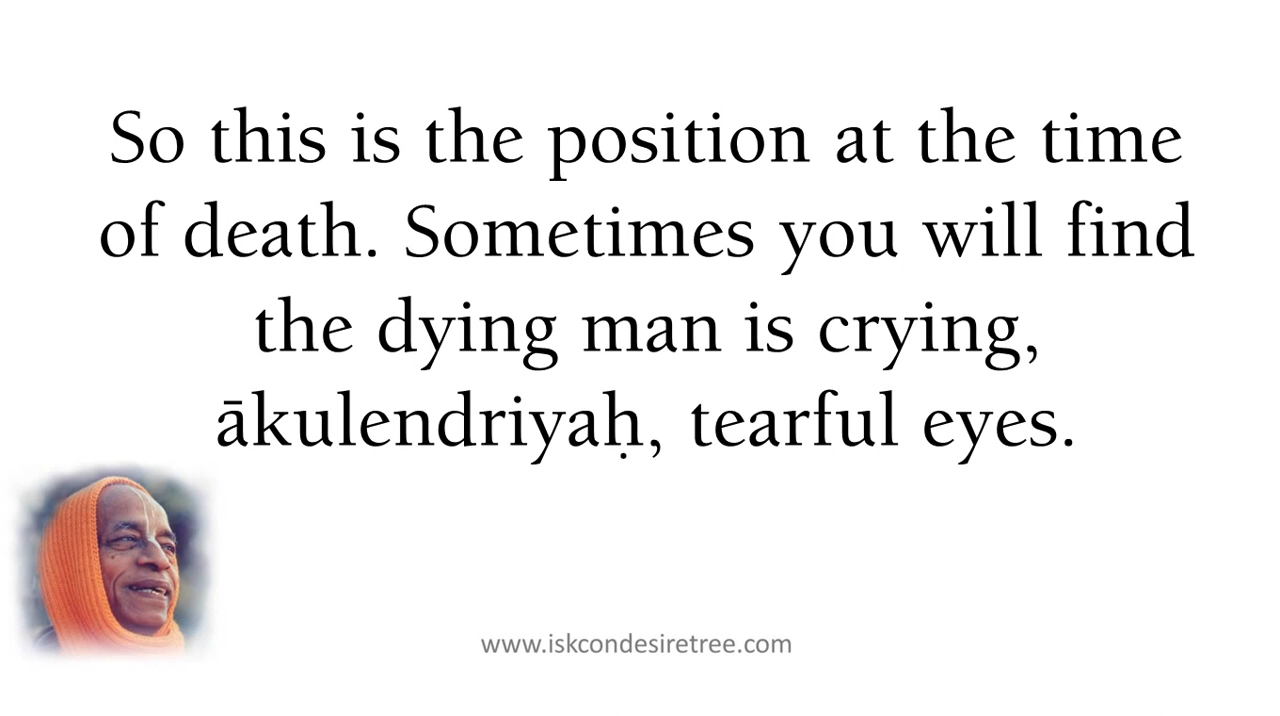 So this is the position at the time
of death. Sometimes you will find
the dying man is crying,
ākulendriyaḥ, tearful eyes.
www.iskcondesiretree.com